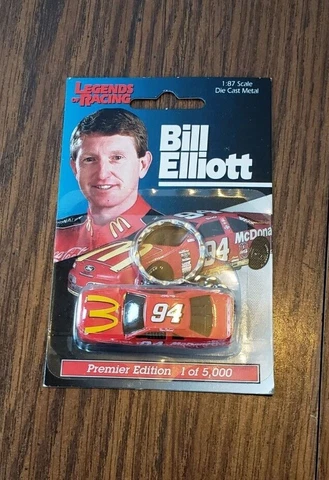 LEGENDS
OF RACING
1:87 Scale
Die Cast Metal
Bill
Elliott
94
McDona
94
Premier Edition 1 of 5,000